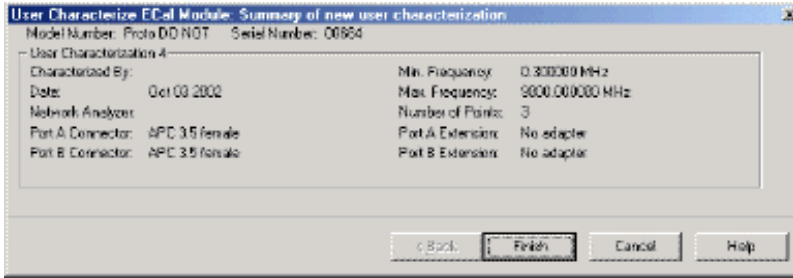 User Characterize ECal Module: Summary of new user characterization
Model Number: Proto DO NOT Serial Number: 00664
User Characterization 4
Characterized By:
Date: Oct 03 2002
Network Analyzer:
Port A Connector: APC 3.5 female
Port B Connector: APC 3.5 female
Min. Frequency: 0.300000 MHz
Max. Frequency: 9000.000000 MHz
Number of Points: 3
Port A Extension: No adapter
Port B Extension: No adapter
< Back Finish Cancel Help